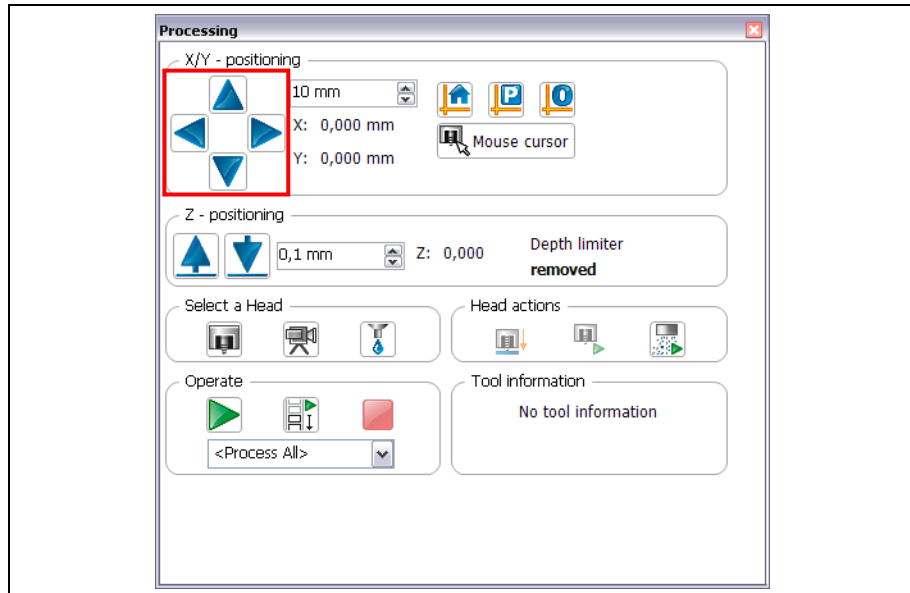 Processing
X/Y - positioning
10 mm
X: 0,000 mm
Y: 0,000 mm
P
0
Mouse cursor
Z - positioning
0,1 mm
Z: 0,000
Depth limiter
removed
Select a Head
Head actions
Operate
<Process All>
Tool information
No tool information